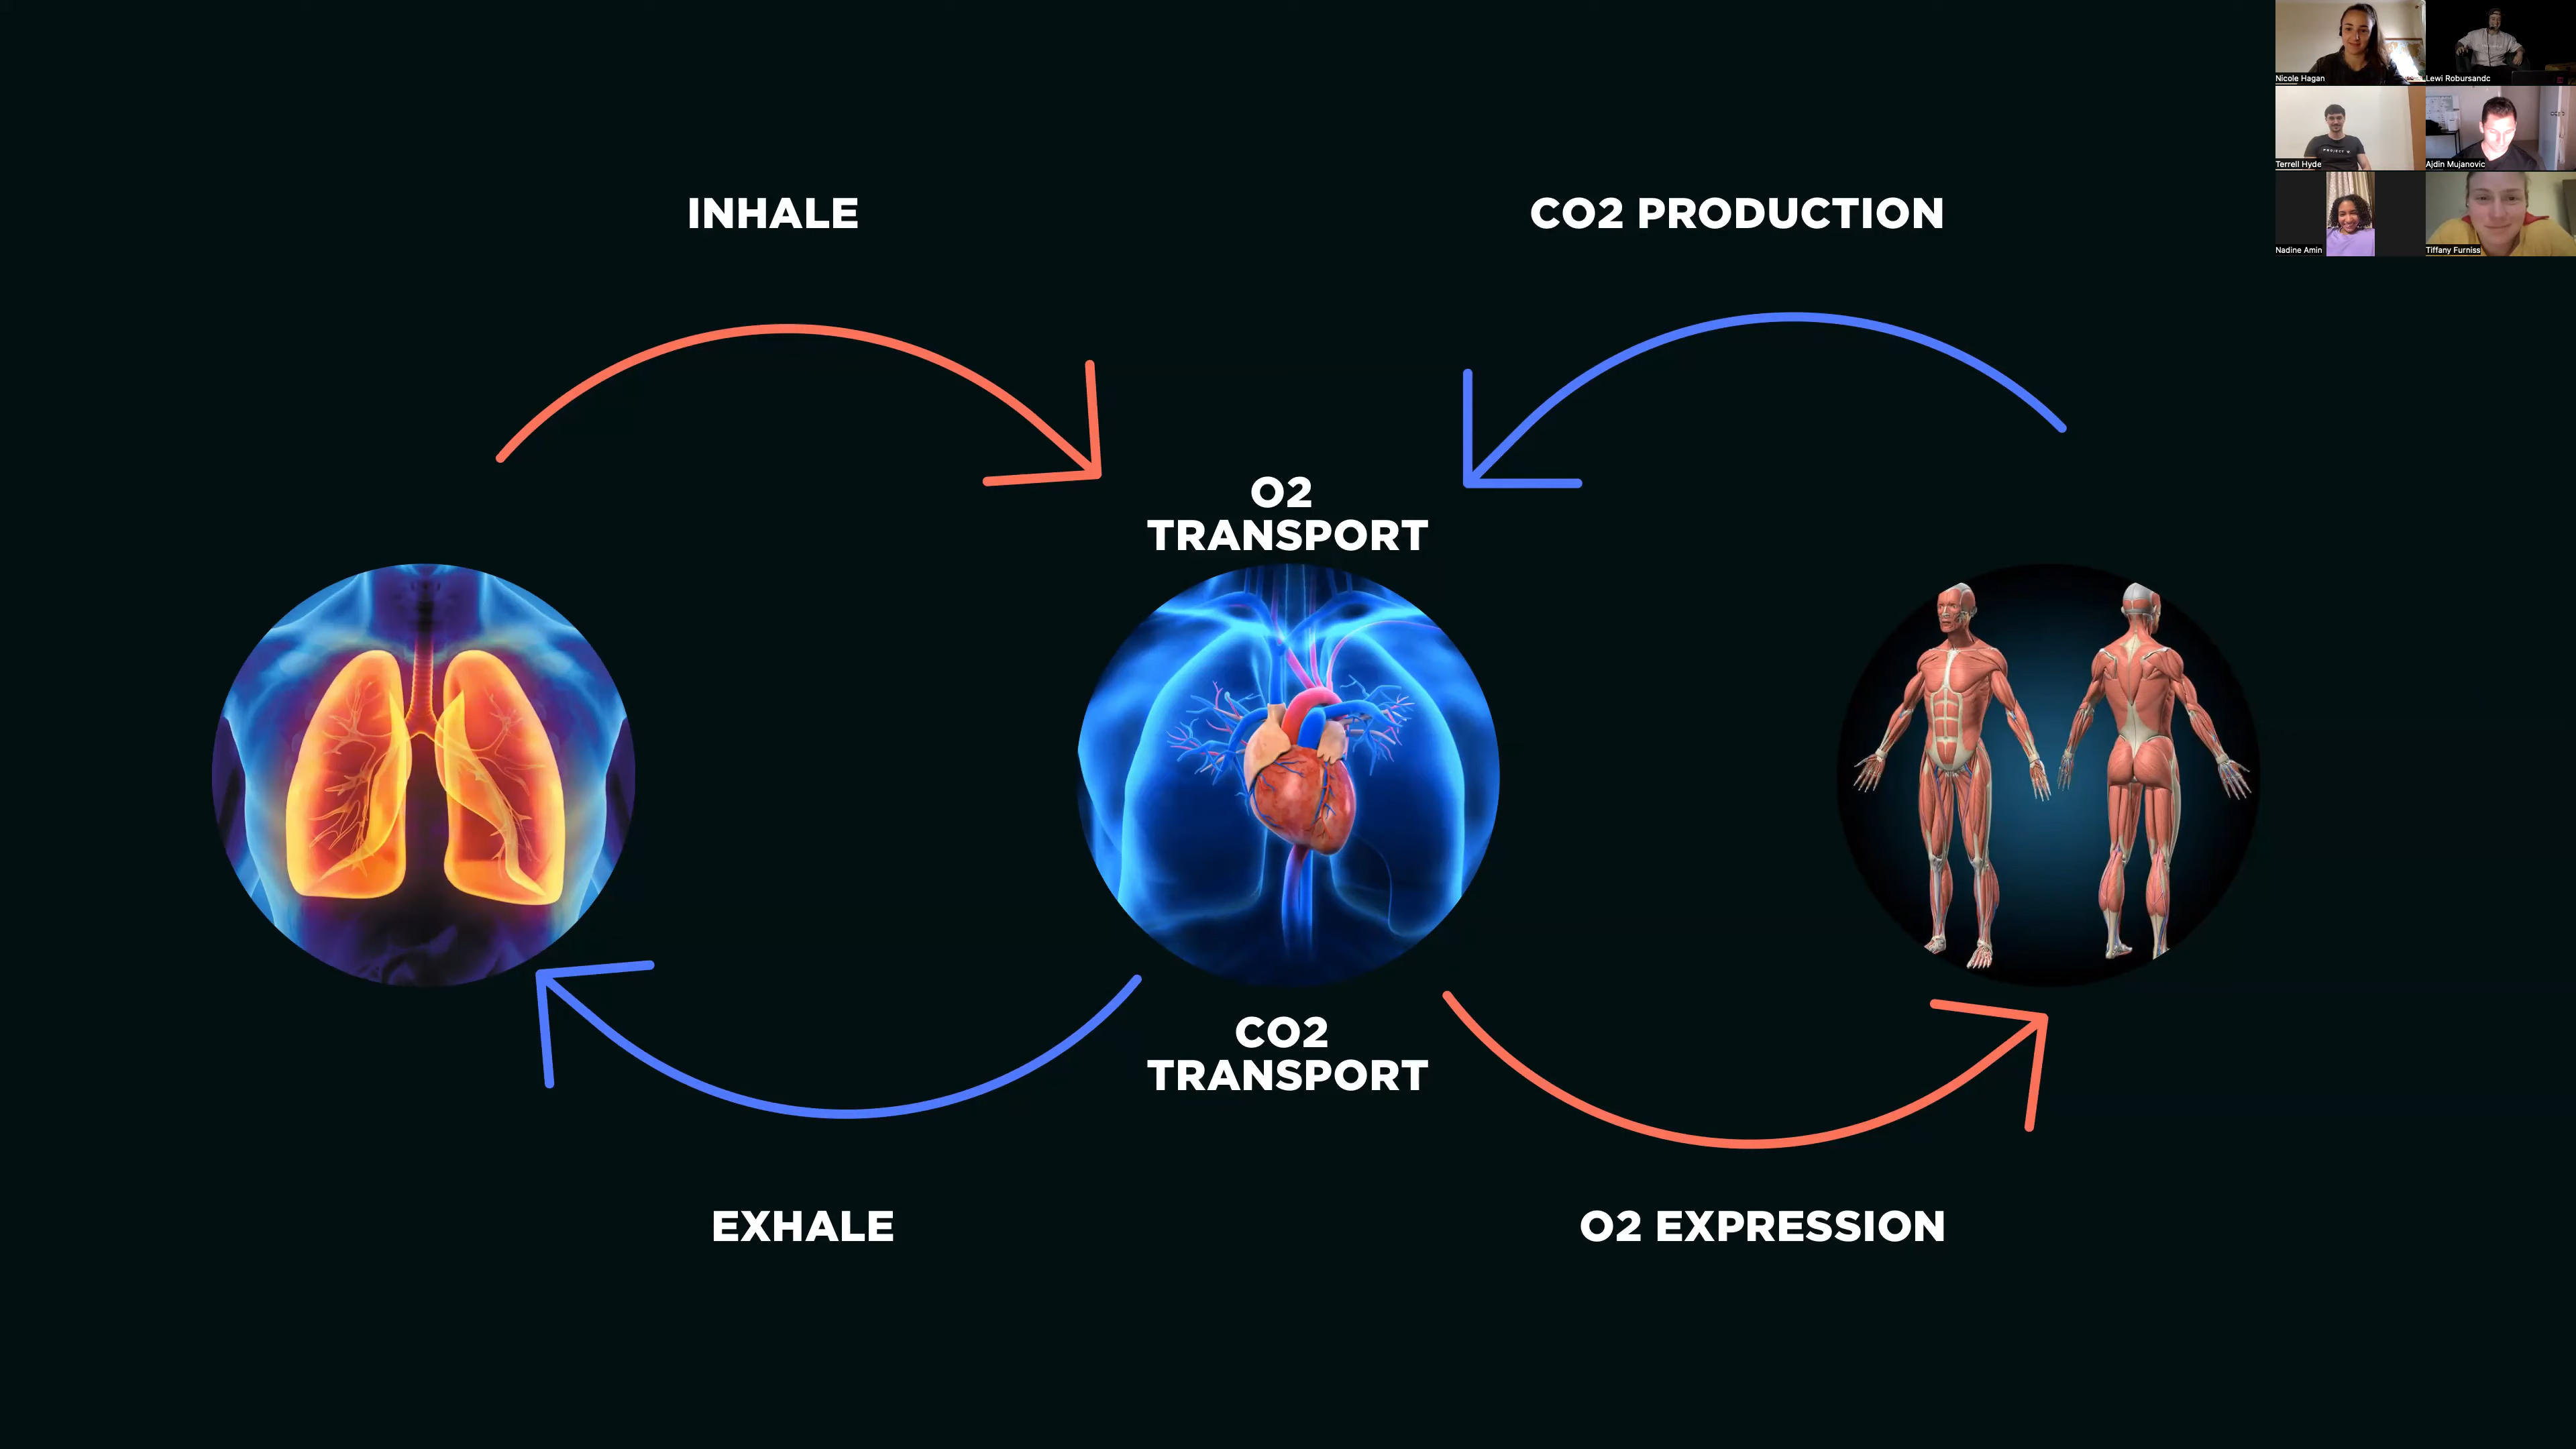 INHALE
CO2 PRODUCTION
O2
TRANSPORT
CO2
TRANSPORT
EXHALE
O2 EXPRESSION
Nicole Hagan
Lewi Robursandc
Terrell Hyde
Ajdin Mujanovic
Nadine Amin
Tiffany Furniss